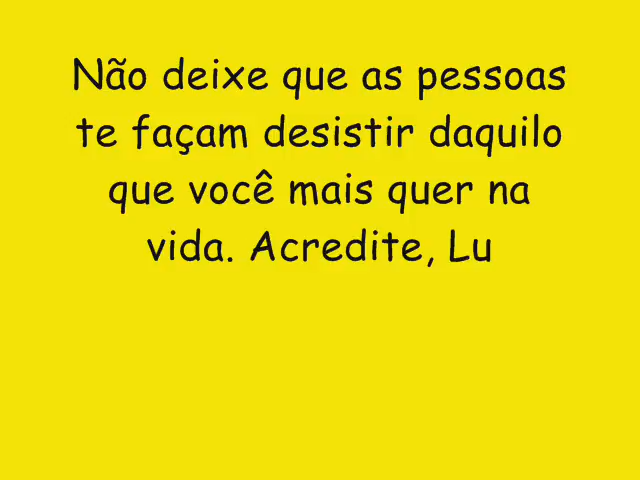 Não deixe que as pessoas
te façam desistir daquilo
que você mais quer na
vida. Acredite, Lu